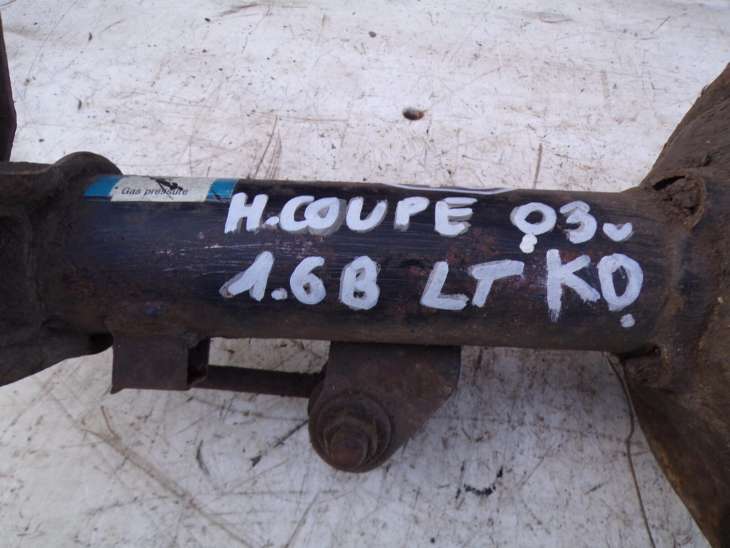 Gas pressure
H.COUPE 03.
1.6B LT KD